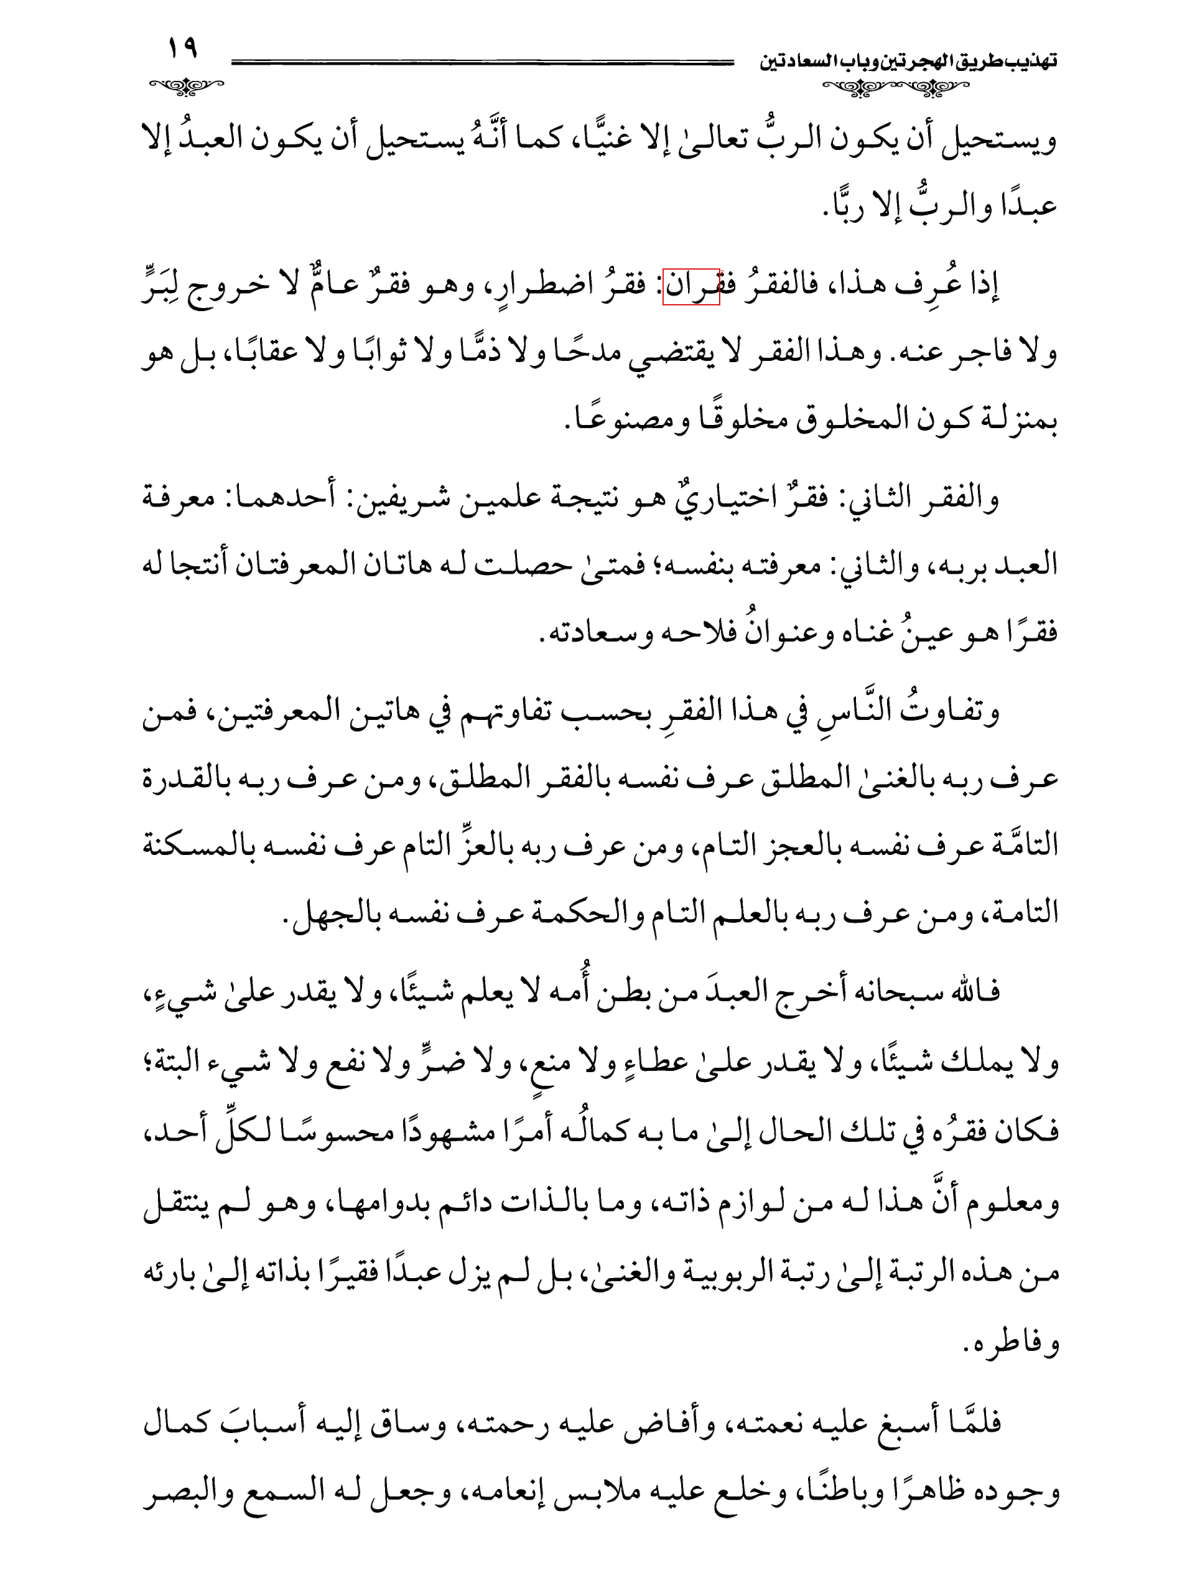 تهذيب طريق الهجرتين وباب السعادتين
١٩
ويستحيل أن يكون الربُّ تعالىٰ إلا غنيًّا، كما أنَّهُ يستحيل أن يكون العبدُ إلا
عبدًا والربُّ إلا ربًّا.
إذا عُرِف هذا، فالفقرُ فقران: فقرُ اضطرارٍ، وهو فقرٌ عامٌّ لا خروج لِبَرٍّ
ولا فاجر عنه. وهذا الفقر لا يقتضي مدحًا ولا ذمًّا ولا ثوابًا ولا عقابًا، بل هو
بمنزلة كون المخلوق مخلوقًا ومصنوعًا.
والفقر الثاني: فقرٌ اختياريٌ هو نتيجة علمين شريفين: أحدهما: معرفة
العبد بربه، والثاني: معرفته بنفسه؛ فمتىٰ حصلت له هاتان المعرفتان أنتجا له
فقرًا هو عينُ غناه وعنوانُ فلاحه وسعادته.
وتفاوتُ النَّاسِ في هذا الفقرِ بحسب تفاوتهم في هاتين المعرفتين، فمن
عرف ربه بالغنىٰ المطلق عرف نفسه بالفقر المطلق، ومن عرف ربه بالقدرة
التامَّة عرف نفسه بالعجز التام، ومن عرف ربه بالعزِّ التام عرف نفسه بالمسكنة
التامة، ومن عرف ربه بالعلم التام والحكمة عرف نفسه بالجهل.
فالله سبحانه أخرج العبدَ من بطن أُمه لا يعلم شيئًا، ولا يقدر علىٰ شيءٍ،
ولا يملك شيئًا، ولا يقدر علىٰ عطاءٍ ولا منعٍ، ولا ضرٍّ ولا نفع ولا شيء البتة؛
فكان فقرُه في تلك الحال إلىٰ ما به كمالُه أمرًا مشهودًا محسوسًا لكلِّ أحد،
ومعلوم أنَّ هذا له من لوازم ذاته، وما بالذات دائم بدوامها، وهو لم ينتقل
من هذه الرتبة إلىٰ رتبة الربوبية والغنىٰ، بل لم يزل عبدًا فقيرًا بذاته إلىٰ بارئه
وفاطره.
فلمَّا أسبغ عليه نعمته، وأفاض عليه رحمته، وساق إليه أسبابَ كمال
وجوده ظاهرًا وباطنًا، وخلع عليه ملابس إنعامه، وجعل له السمع والبصر